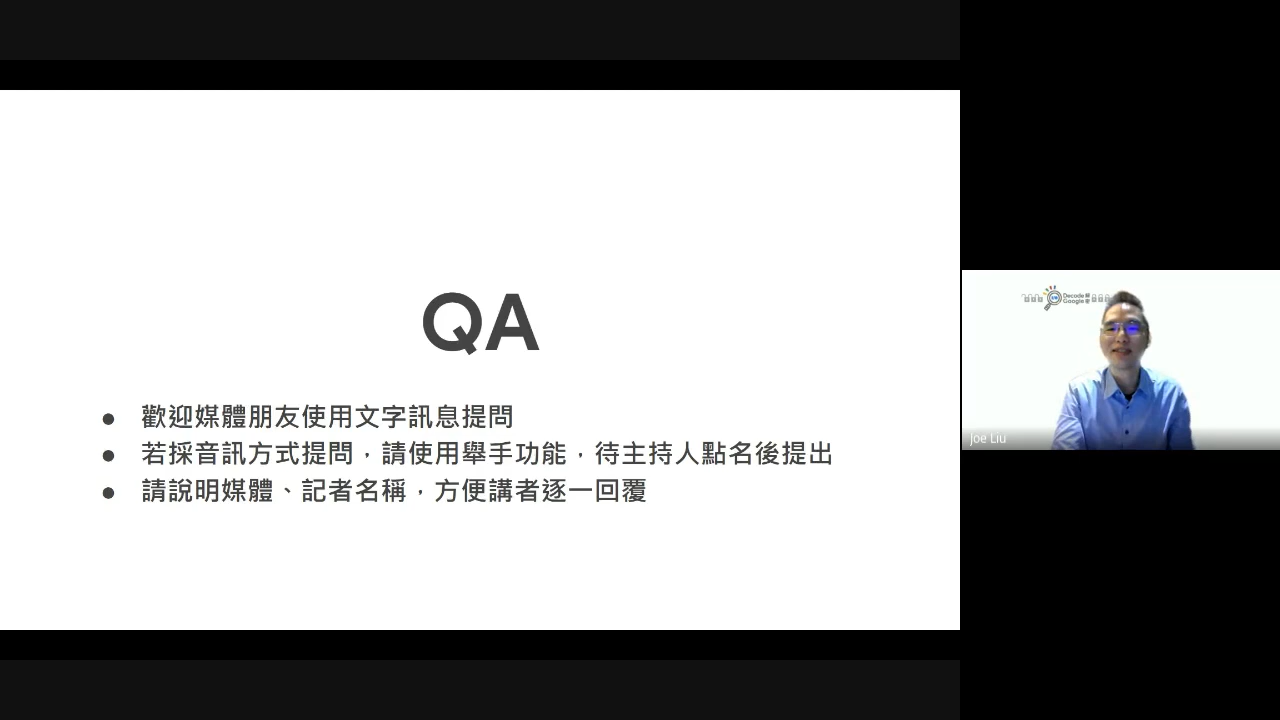 QA
● 歡迎媒體朋友使用文字訊息提問
● 若採音訊方式提問，請使用舉手功能，待主持人點名後提出
● 請說明媒體、記者名稱，方便講者逐一回覆
Decode 解
Google 密
Joe Liu